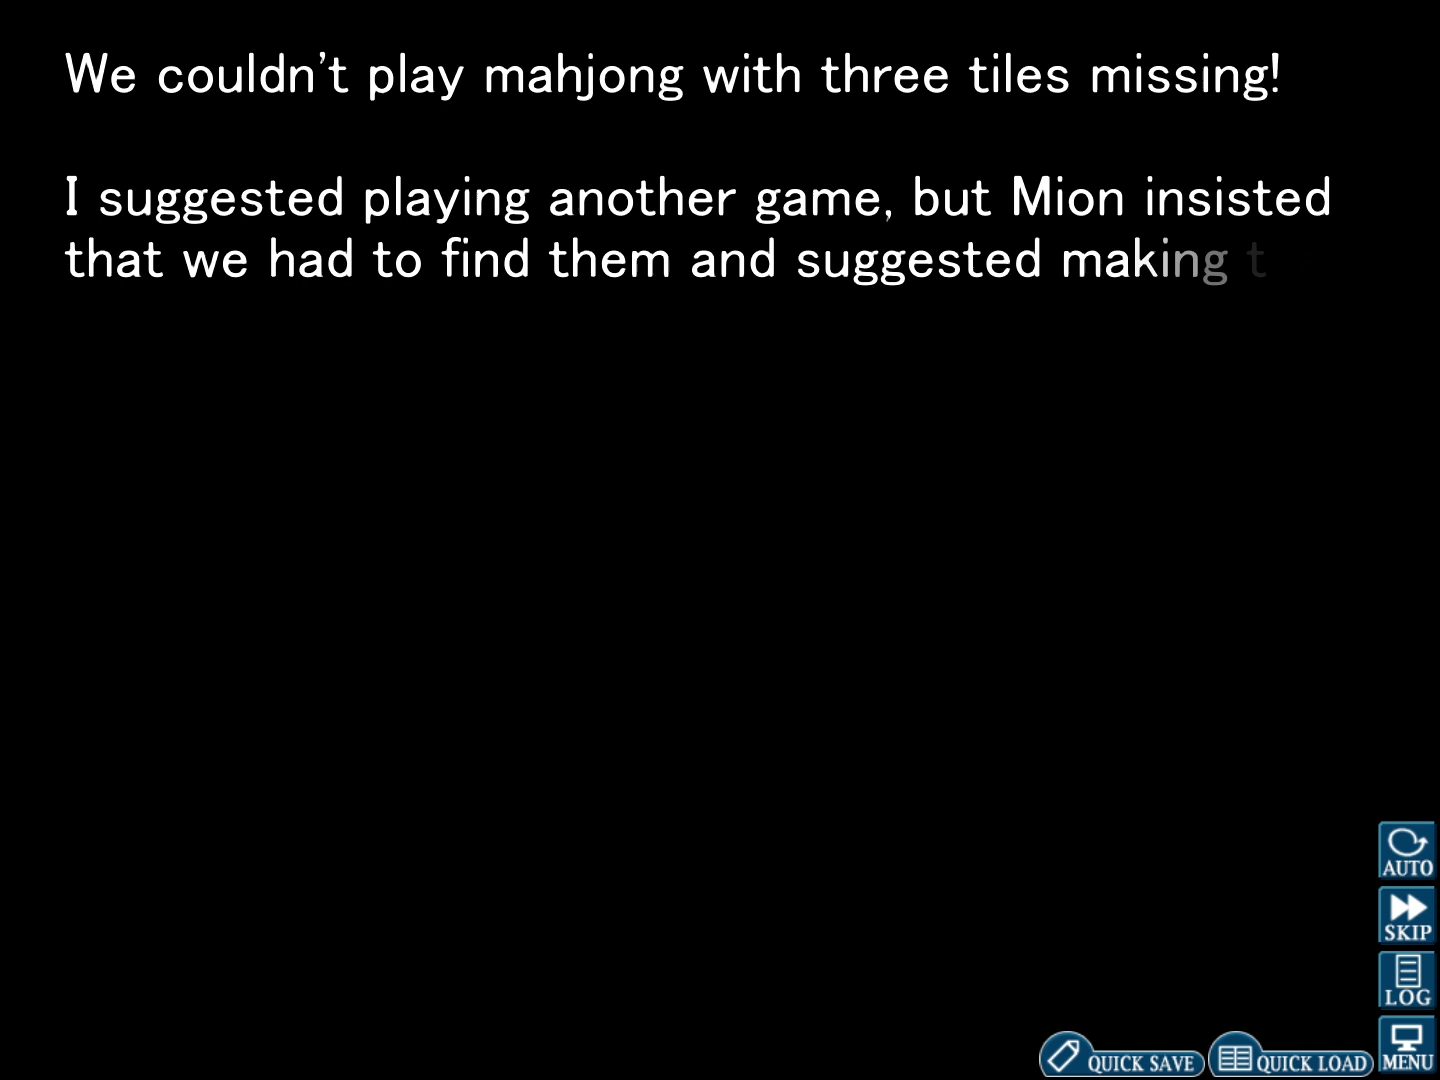 We couldn't play mahjong with three tiles missing!
I suggested playing another game, but Mion insisted
that we had to find them and suggested making t
AUTO
SKIP
LOG
QUICK SAVE
QUICK LOAD
MENU